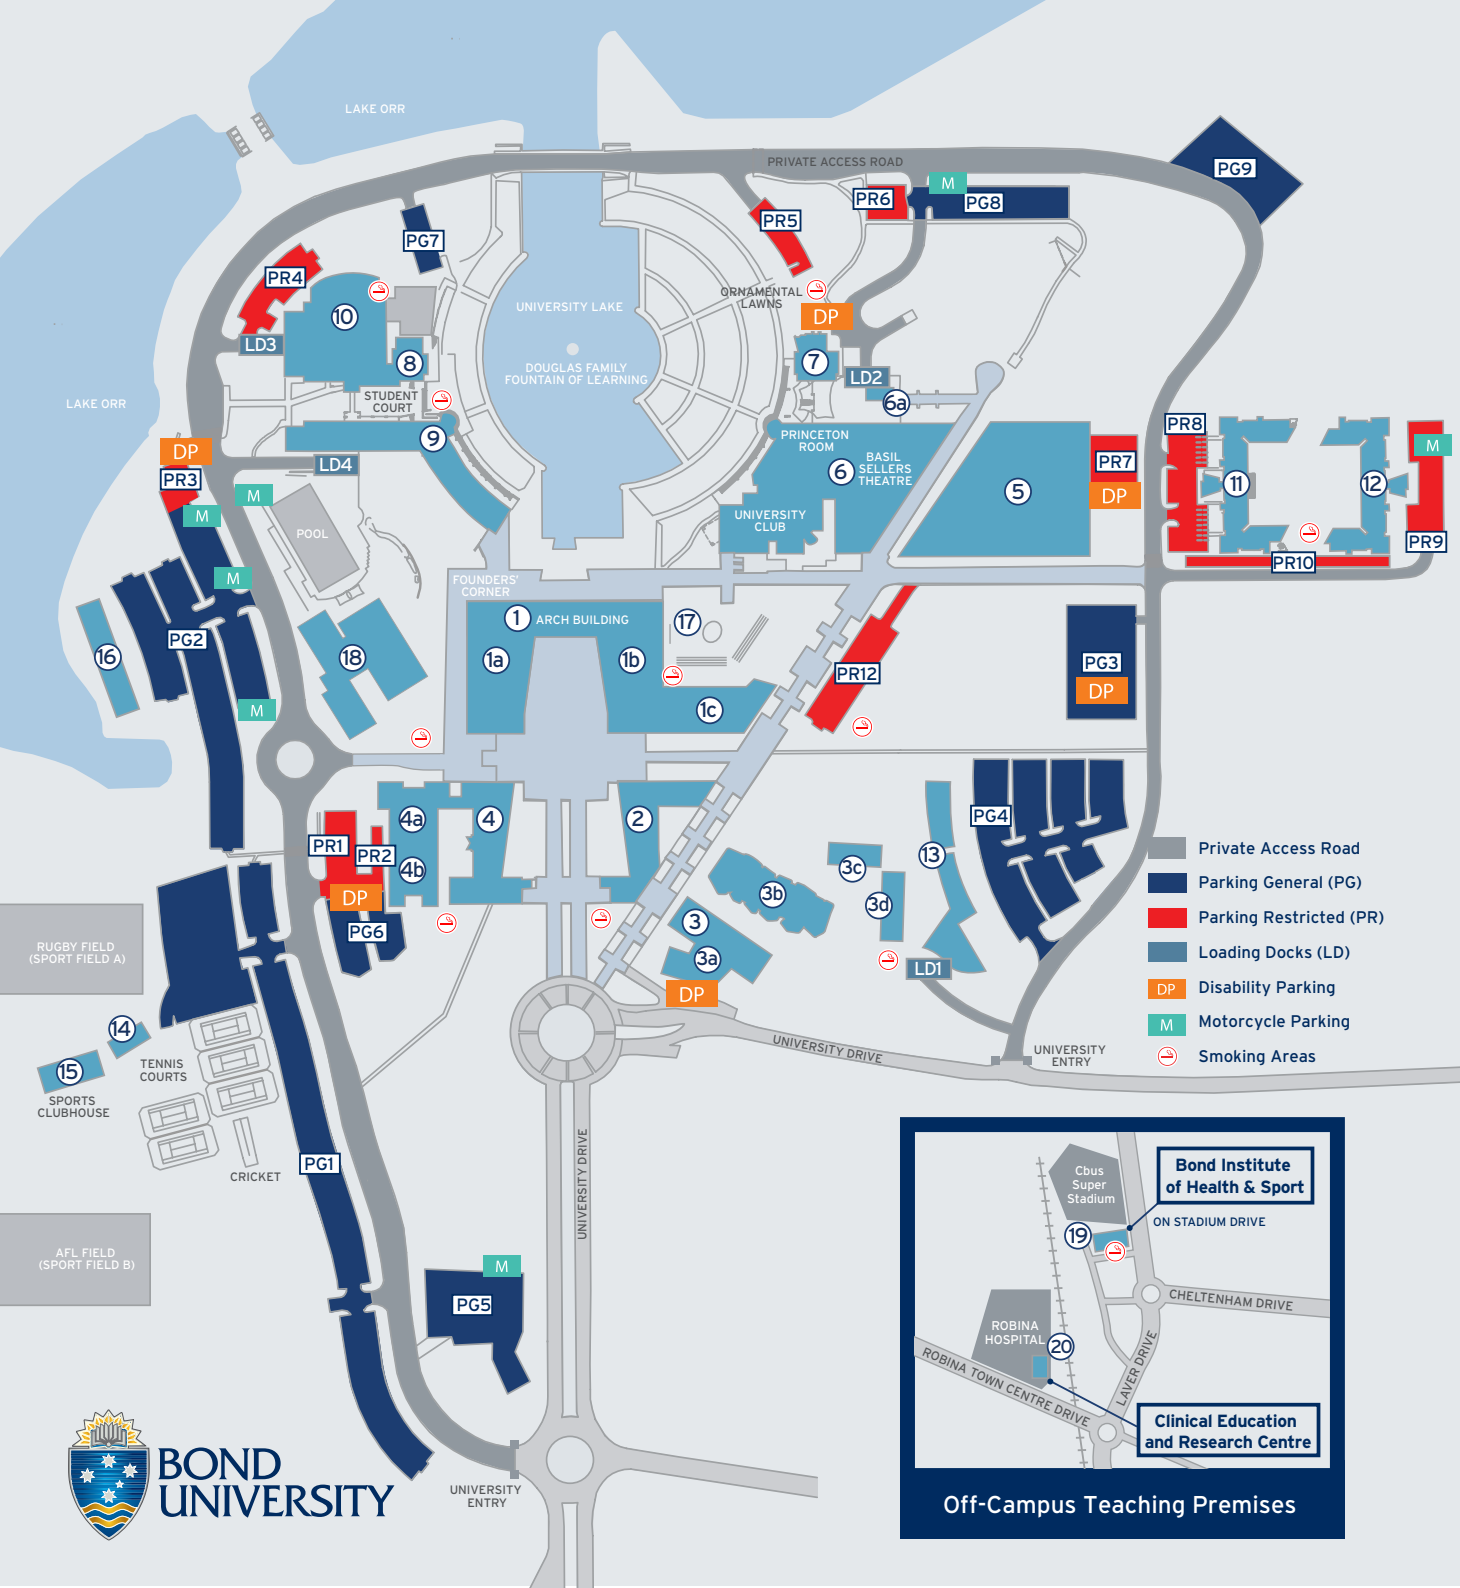 LAKE ORR
PRIVATE ACCESS ROAD
PG9
M
PR6
PG8
PR5
PG7
PR4
ORNAMENTAL
LAWNS
DP
UNIVERSITY LAKE
10
LD3
8
7
DOUGLAS FAMILY
FOUNTAIN OF LEARNING
LD2
STUDENT
COURT
6a
LAKE ORR
9
PRINCETON
ROOM
PR8
M
DP
LD4
6
BASIL
SELLERS
THEATRE
PR7
PR3
5
DP
11
12
M
M
UNIVERSITY
CLUB
POOL
PR9
PR10
M
FOUNDERS'
CORNER
1
ARCH BUILDING
17
PG2
16
18
1a
1b
PR12
PG3
DP
M
1c
4a
4
2
PG4
PR1
PR2
4b
3c
13
DP
3b
3d
PG6
3
3a
LD1
DP
RUGBY FIELD
(SPORT FIELD A)
14
15
TENNIS
COURTS
SPORTS
CLUBHOUSE
CRICKET
UNIVERSITY DRIVE
UNIVERSITY
ENTRY
Private Access Road
Parking General (PG)
Parking Restricted (PR)
Loading Docks (LD)
DP Disability Parking
M Motorcycle Parking
Smoking Areas
PG1
UNIVERSITY DRIVE
AFL FIELD
(SPORT FIELD B)
M
PG5
UNIVERSITY
ENTRY
BOND
UNIVERSITY
Cbus
Super
Stadium
Bond Institute
of Health & Sport
ON STADIUM DRIVE
19
CHELTENHAM DRIVE
ROBINA
HOSPITAL
20
LAVER DRIVE
ROBINA TOWN CENTRE DRIVE
Clinical Education
and Research Centre
Off-Campus Teaching Premises